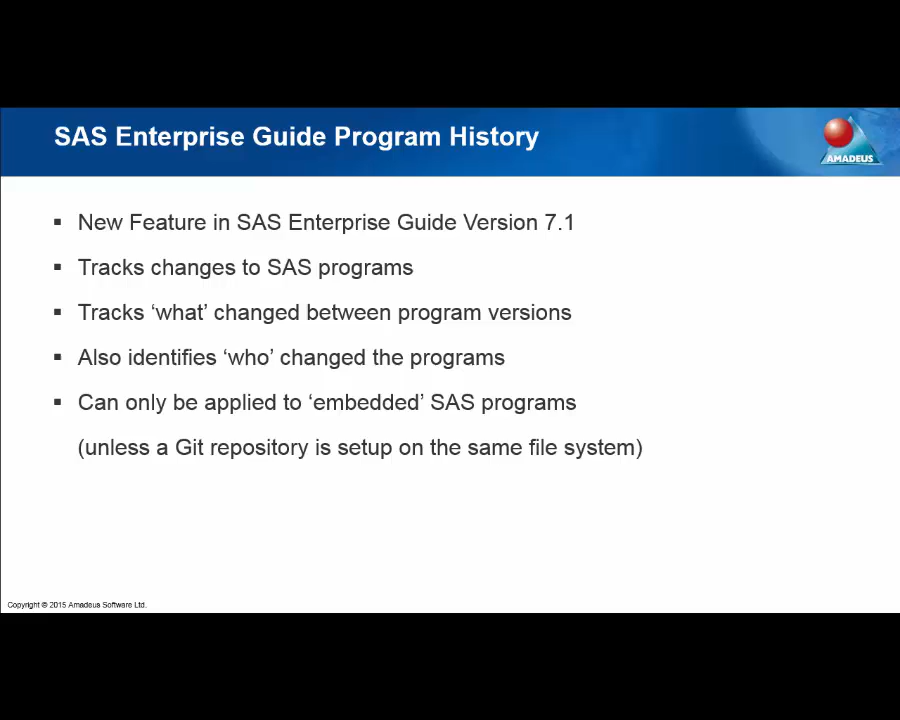 SAS Enterprise Guide Program History
AMADEUS
▪ New Feature in SAS Enterprise Guide Version 7.1
▪ Tracks changes to SAS programs
▪ Tracks ‘what’ changed between program versions
▪ Also identifies ‘who’ changed the programs
▪ Can only be applied to ‘embedded’ SAS programs
(unless a Git repository is setup on the same file system)
Copyright © 2015 Amadeus Software Ltd.